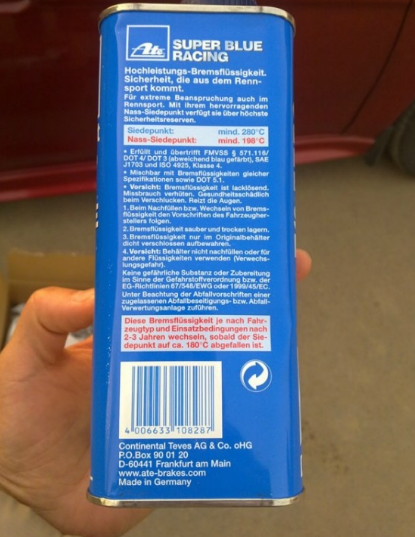 Ate SUPER BLUE
RACING
Hochleistungs-Bremsflüssigkeit.
Sicherheit, die aus dem Renn-
sport kommt.
Für extreme Beanspruchung auch im
Rennsport. Mit ihrem hervorragenden
Nass-Siedepunkt verfügt sie über höchste
Sicherheitsreserven.
Siedepunkt: mind. 280°C
Nass-Siedepunkt: mind. 198°C
• Erfüllt und übertrifft FMVSS § 571.116/
DOT 4/ DOT 3 (abweichend blau gefärbt), SAE
J1703 und ISO 4925, Klasse 4.
• Mischbar mit Bremsflüssigkeiten gleicher
Spezifikationen sowie DOT 5.1.
• Vorsicht: Bremsflüssigkeit ist lacklösend.
Missbrauch verhüten. Gesundheitsschädlich
beim Verschlucken. Reizt die Augen.
1. Beim Nachfüllen bzw. Wechseln von Brems-
flüssigkeit den Vorschriften des Fahrzeugher-
stellers folgen.
2. Bremsflüssigkeit sauber und trocken lagern.
3. Bremsflüssigkeit nur im Originalbehälter
dicht verschlossen aufbewahren.
4. Vorsicht: Behälter nicht nachfüllen oder für
andere Flüssigkeiten verwenden (Verwechs-
lungsgefahr).
Keine gefährliche Substanz oder Zubereitung
im Sinne der Gefahrstoffverordnung bzw. der
EG-Richtlinien 67/548/EWG oder 1999/45/EC.
Unter Beachtung der Abfallvorschriften einer
zugelassenen Abfallbeseitigungs- bzw. Abfall-
Verwertungsanlage zuführen.
Diese Bremsflüssigkeit je nach Fahr-
zeugtyp und Einsatzbedingungen nach
2-3 Jahren wechseln, sobald der Sie-
depunkt auf ca. 180°C abgefallen ist.
4 006633 108287
Continental Teves AG & Co. oHG
P.O.Box 90 01 20
D-60441 Frankfurt am Main
www.ate-brakes.com
Made in Germany